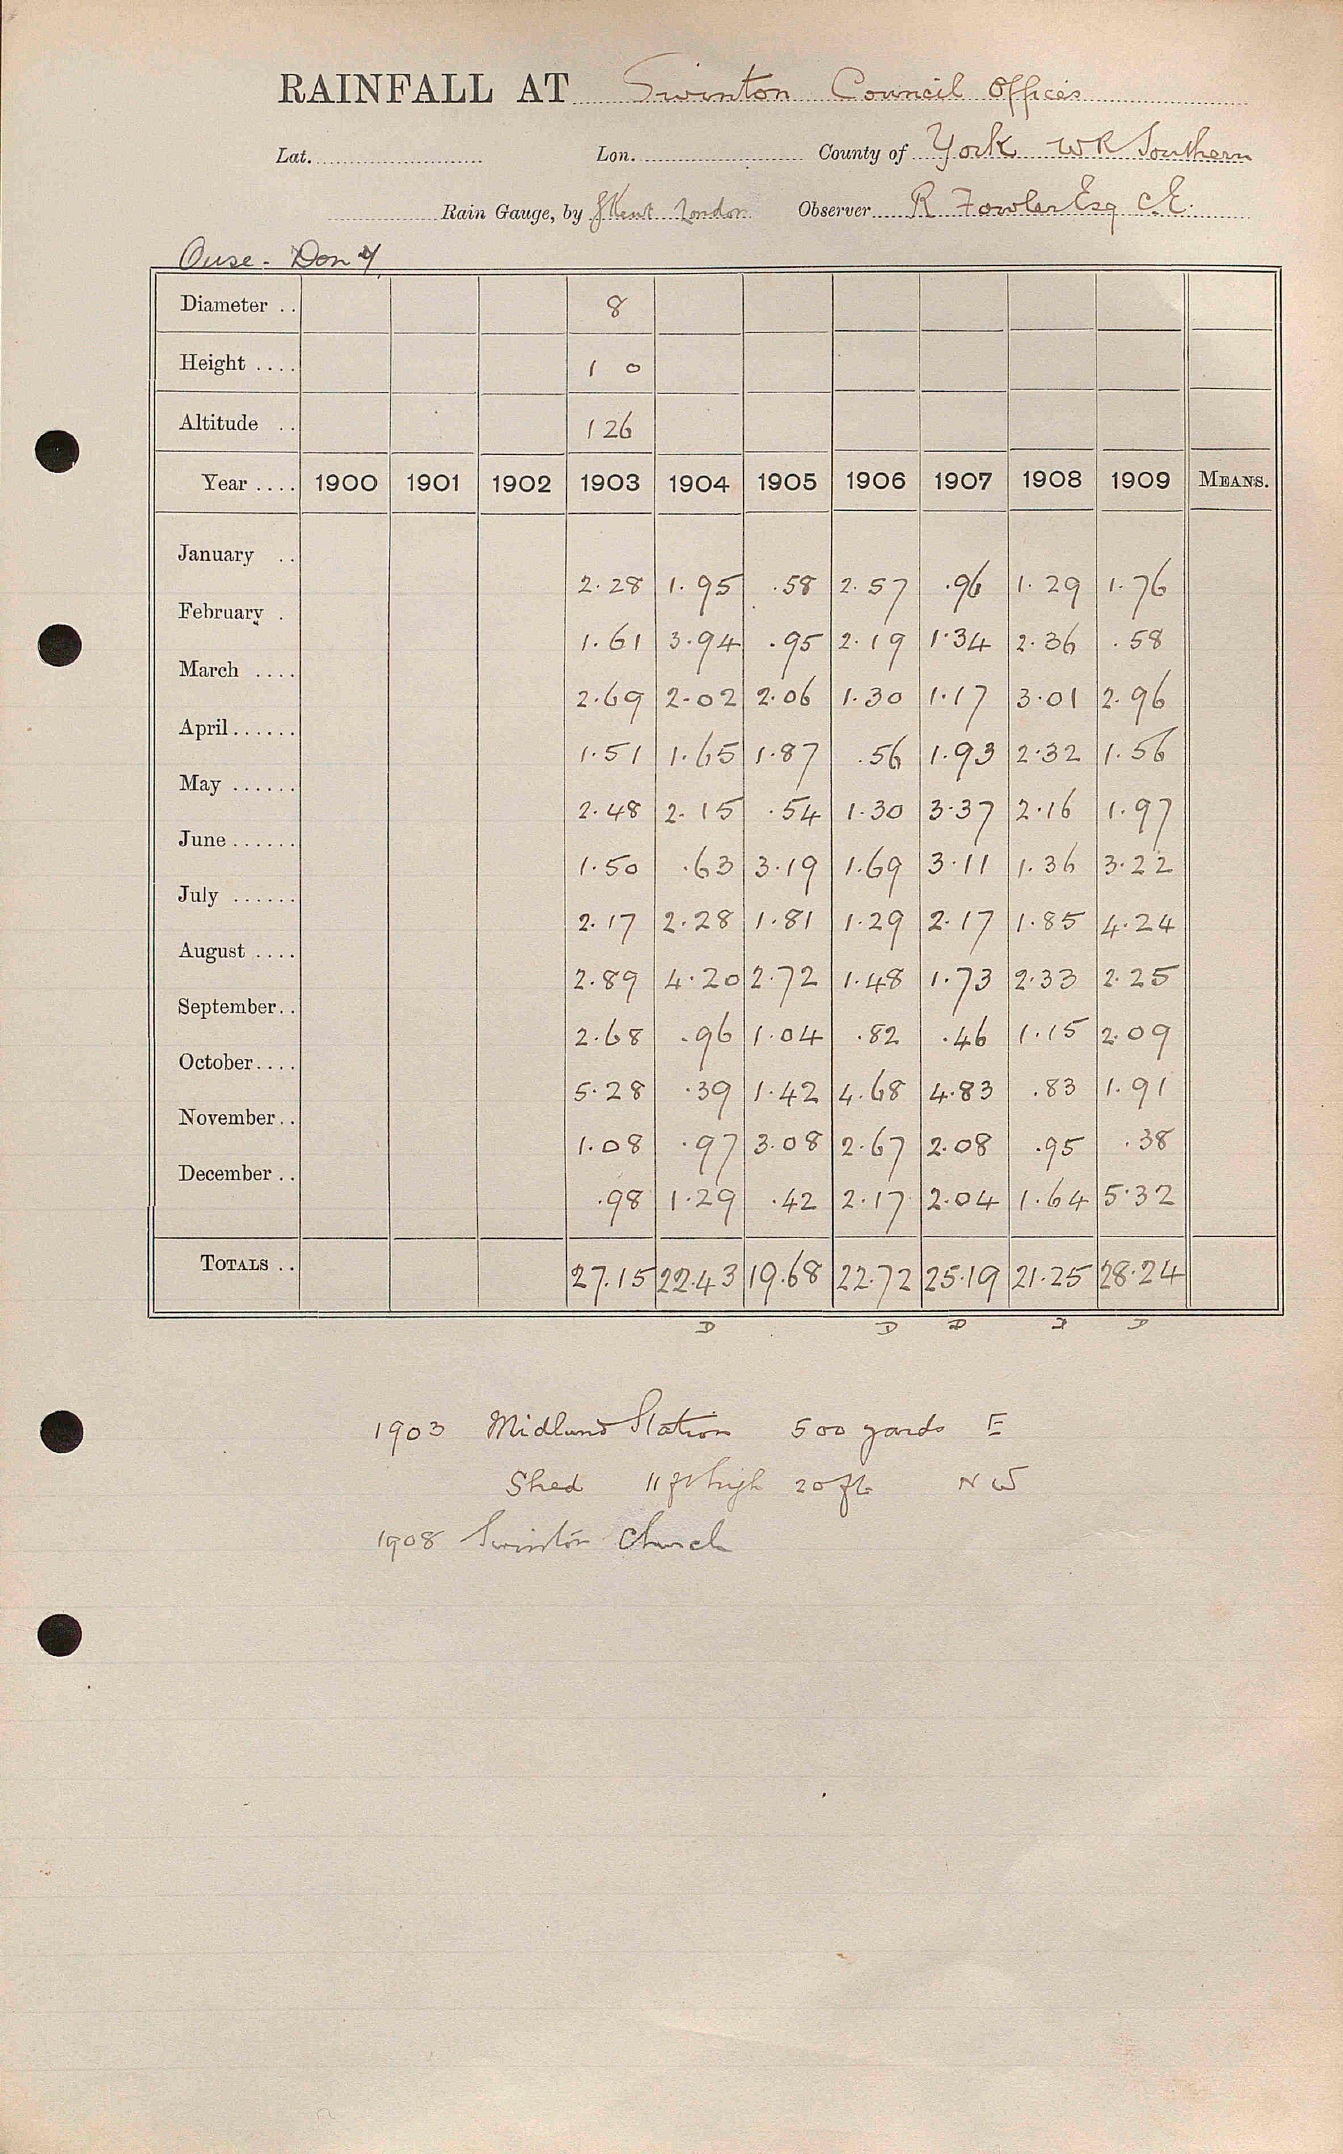 RAINFALL AT Swinton Council Offices
Lat. Lon. County of York WR Southern
Rain Gauge, by J Kent London Observer R Fowler Esq C.E.
Ouse - Don
Diameter .. 8
Height .... 1 0
Altitude .. 126
Year .... 1900 1901 1902 1903 1904 1905 1906 1907 1908 1909 MEANS.
January .. 2.28 1.95 .58 2.57 .96 1.29 1.76
February . 1.61 3.94 .95 2.19 1.34 2.36 .58
March .... 2.69 2.02 2.06 1.30 1.17 3.01 2.96
April...... 1.51 1.65 1.87 .56 1.93 2.32 1.56
May ...... 2.48 2.15 .54 1.30 3.37 2.16 1.97
June...... 1.50 .63 3.19 1.69 3.11 1.36 3.22
July ...... 2.17 2.28 1.81 1.29 2.17 1.85 4.24
August .... 2.89 4.20 2.72 1.48 1.73 2.33 2.25
September.. 2.68 .96 1.04 .82 .46 1.15 2.09
October.... 5.28 .39 1.42 4.68 4.83 .83 1.91
November.. 1.08 .97 3.08 2.67 2.08 .95 .38
December .. .98 1.29 .42 2.17 2.04 1.64 5.32
TOTALS .. 27.15 22.43 19.68 22.72 25.19 21.25 28.24
D D D D D
1903 Midland Station 500 yards E
Shed 11 ft high 20 ft NW
1908 Swinton Church